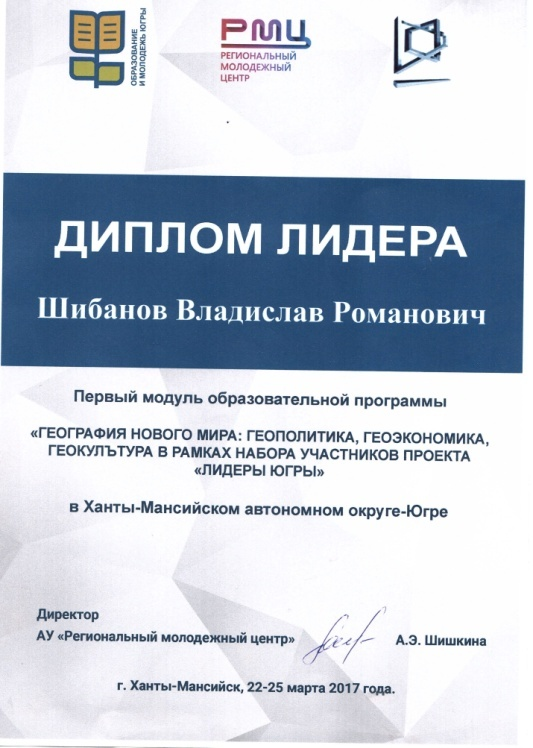 ОБРАЗОВАНИЕ
И МОЛОДЕЖЬ ЮГРЫ
РМЦ
РЕГИОНАЛЬНЫЙ
МОЛОДЕЖНЫЙ
ЦЕНТР
ДИПЛОМ ЛИДЕРА
Шибанов Владислав Романович
Первый модуль образовательной программы
«ГЕОГРАФИЯ НОВОГО МИРА: ГЕОПОЛИТИКА, ГЕОЭКОНОМИКА,
ГЕОКУЛЪТУРА В РАМКАХ НАБОРА УЧАСТНИКОВ ПРОЕКТА
«ЛИДЕРЫ ЮГРЫ»
в Ханты-Мансийском автономном округе-Югре
Директор
АУ «Региональный молодежный центр»
А.Э. Шишкина
г. Ханты-Мансийск, 22-25 марта 2017 года.